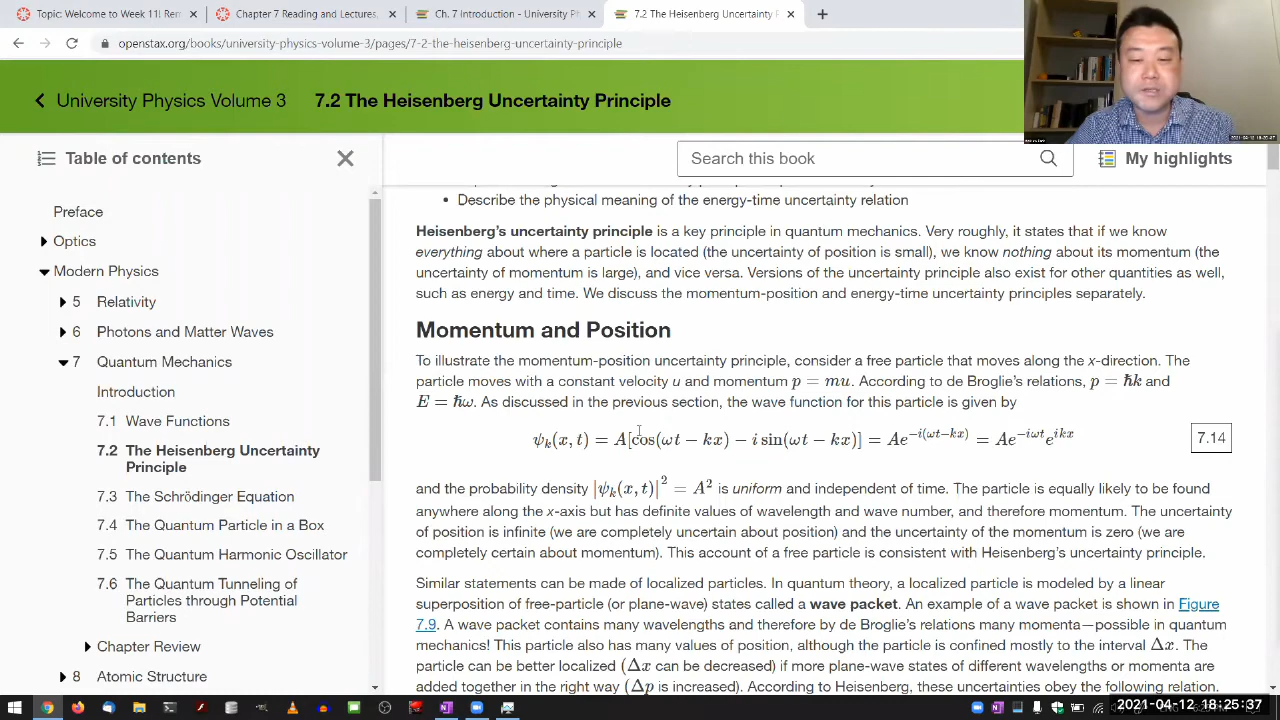 Topic: Welcome to Week 11! Rem
Chapter 7 Reading and Lectures,
Ch. 7 Introduction - University Ph
7.2 The Heisenberg Uncertainty P
openstax.org/books/university-physics-volume-3/pages/7-2-the-heisenberg-uncertainty-principle
University Physics Volume 3
7.2 The Heisenberg Uncertainty Principle
Table of contents
Search this book
My highlights
Preface
Optics
Modern Physics
5 Relativity
6 Photons and Matter Waves
7 Quantum Mechanics
Introduction
7.1 Wave Functions
7.2 The Heisenberg Uncertainty
Principle
7.3 The Schrödinger Equation
7.4 The Quantum Particle in a Box
7.5 The Quantum Harmonic Oscillator
7.6 The Quantum Tunneling of
Particles through Potential
Barriers
Chapter Review
8 Atomic Structure
• Describe the physical meaning of the energy-time uncertainty relation
Heisenberg's uncertainty principle is a key principle in quantum mechanics. Very roughly, it states that if we know
everything about where a particle is located (the uncertainty of position is small), we know nothing about its momentum (the
uncertainty of momentum is large), and vice versa. Versions of the uncertainty principle also exist for other quantities as well,
such as energy and time. We discuss the momentum-position and energy-time uncertainty principles separately.
Momentum and Position
To illustrate the momentum-position uncertainty principle, consider a free particle that moves along the x-direction. The
particle moves with a constant velocity u and momentum p = mu. According to de Broglie's relations, p = ℏk and
E = ℏω. As discussed in the previous section, the wave function for this particle is given by
ψₖ(x, t) = A[cos(ωt − kx) − i sin(ωt − kx)] = Ae^{−i(ωt−kx)} = Ae^{−iωt}e^{ikx}
7.14
and the probability density |ψₖ(x, t)|² = A² is uniform and independent of time. The particle is equally likely to be found
anywhere along the x-axis but has definite values of wavelength and wave number, and therefore momentum. The uncertainty
of position is infinite (we are completely uncertain about position) and the uncertainty of the momentum is zero (we are
completely certain about momentum). This account of a free particle is consistent with Heisenberg's uncertainty principle.
Similar statements can be made of localized particles. In quantum theory, a localized particle is modeled by a linear
superposition of free-particle (or plane-wave) states called a wave packet. An example of a wave packet is shown in Figure
7.9. A wave packet contains many wavelengths and therefore by de Broglie's relations many momenta—possible in quantum
mechanics! This particle also has many values of position, although the particle is confined mostly to the interval Δx. The
particle can be better localized (Δx can be decreased) if more plane-wave states of different wavelengths or momenta are
added together in the right way (Δp is increased). According to Heisenberg, these uncertainties obey the following relation.
2021-04-12 18:25:37